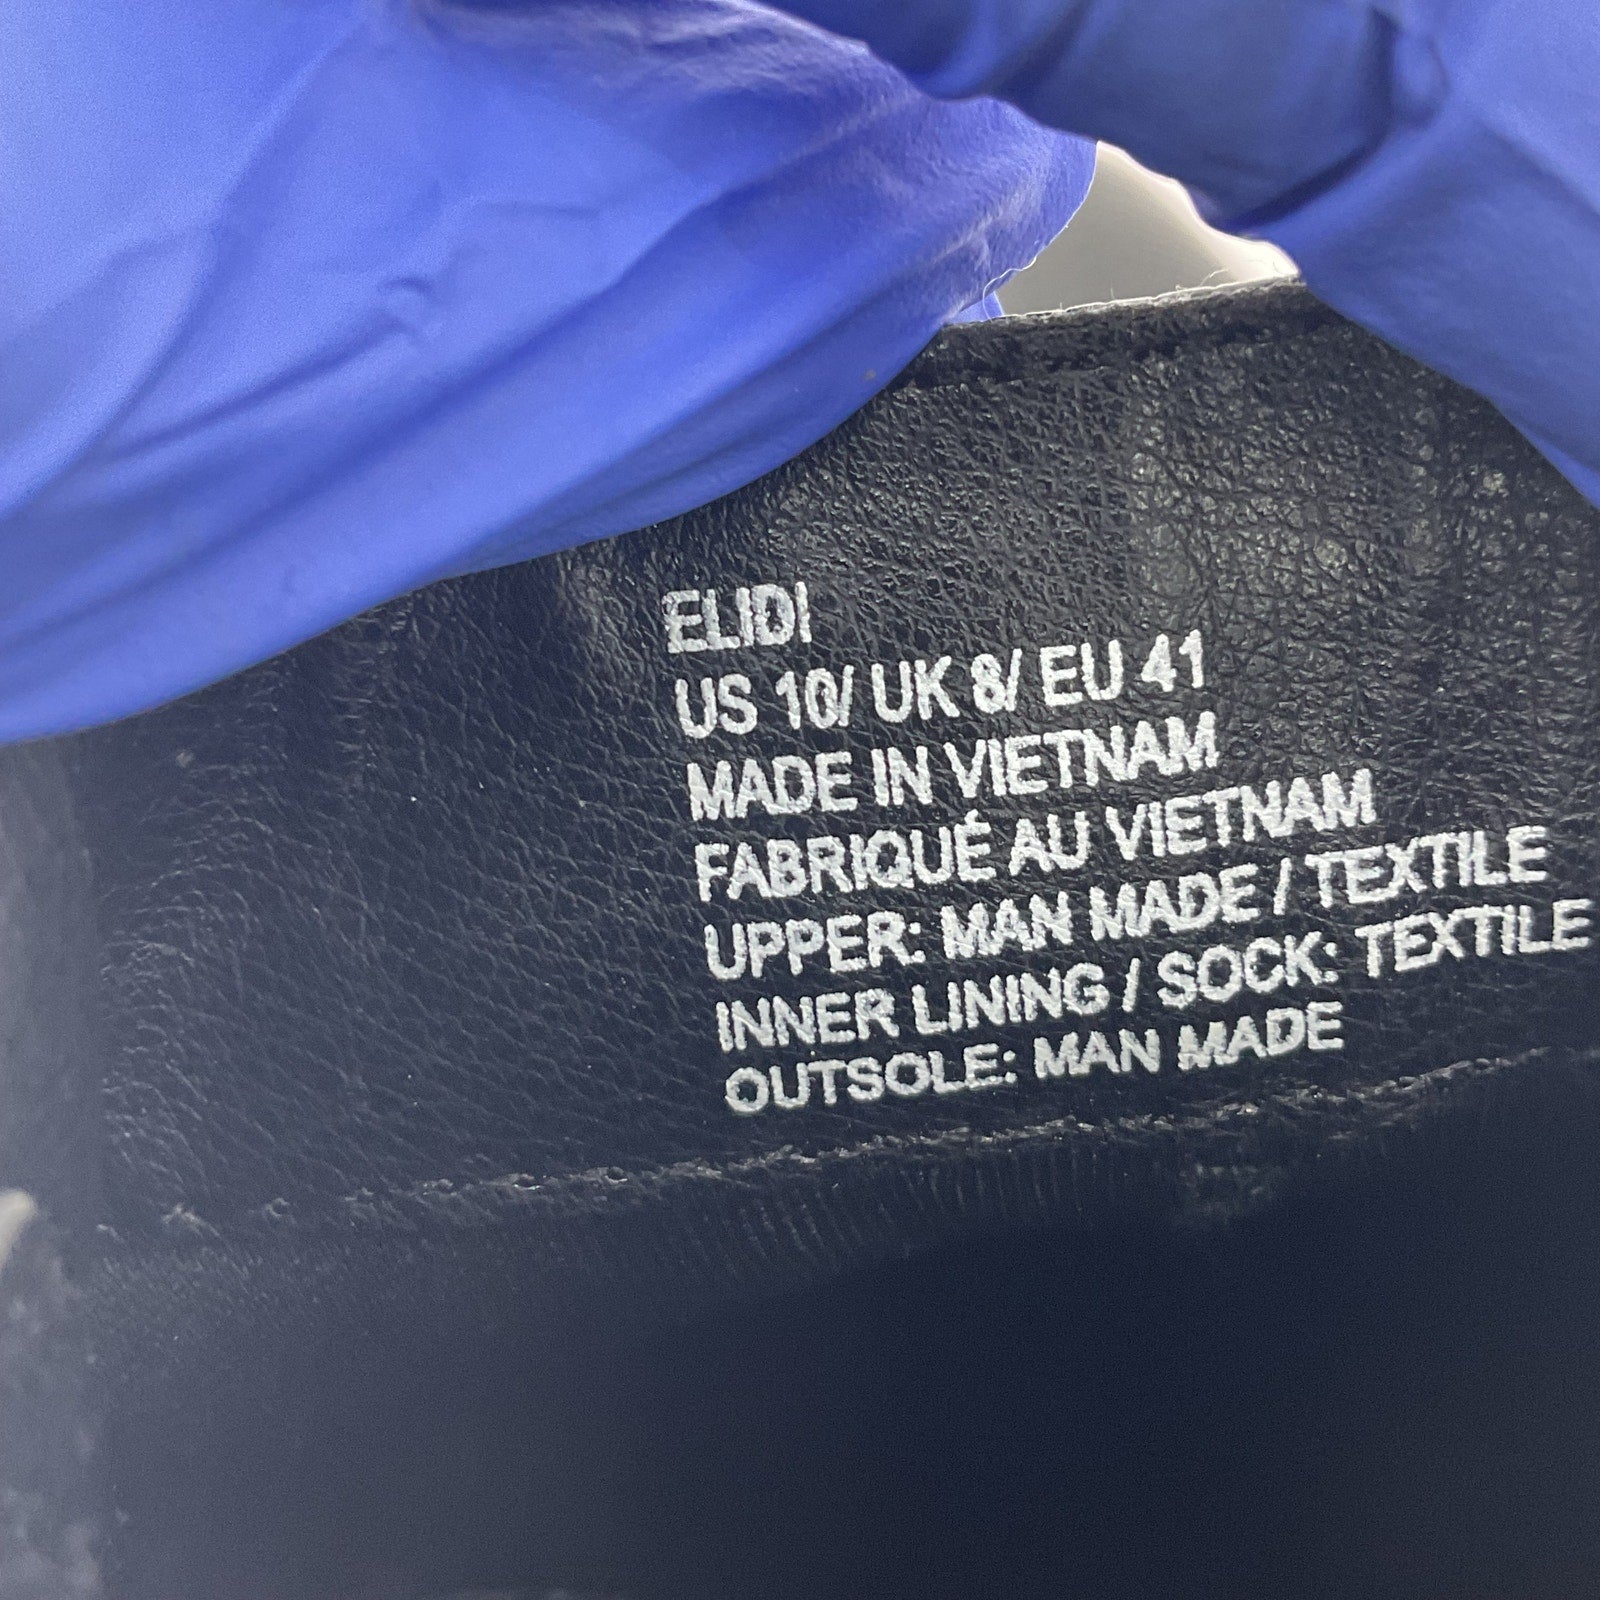 ELIDI
US 10/ UK 8/ EU 41
MADE IN VIETNAM
FABRIQUÉ AU VIETNAM
UPPER: MAN MADE / TEXTILE
INNER LINING / SOCK: TEXTILE
OUTSOLE: MAN MADE